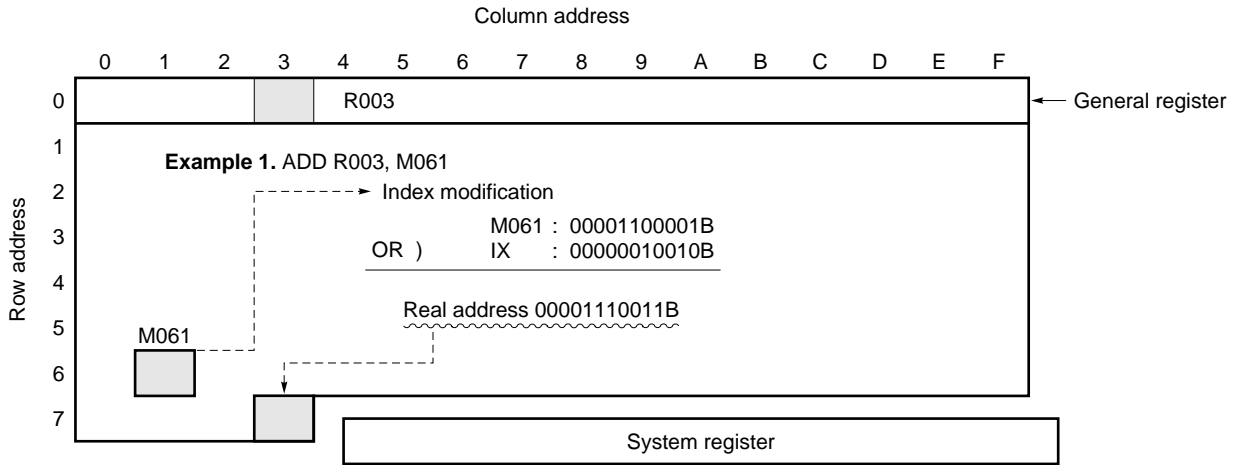 Column address
0 1 2 3 4 5 6 7 8 9 A B C D E F
0 R003 General register
1
Example 1. ADD R003, M061
2 Index modification
Row address
3 M061 : 00001100001B
OR ) IX : 00000010010B
4
Real address 00001110011B
5 M061
6
7
System register